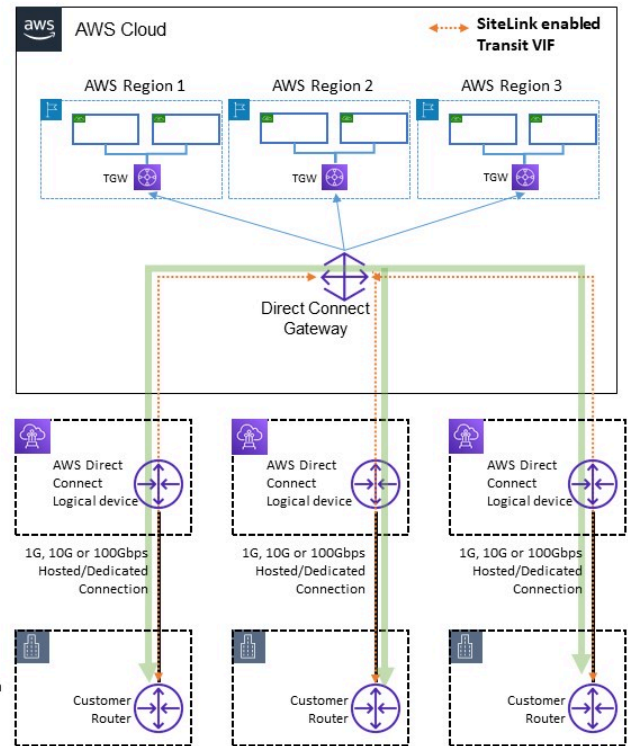 aws
AWS Cloud
SiteLink enabled
Transit VIF
AWS Region 1
AWS Region 2
AWS Region 3
TGW
TGW
TGW
Direct Connect
Gateway
AWS Direct
Connect
Logical device
AWS Direct
Connect
Logical device
AWS Direct
Connect
Logical device
1G, 10G or 100Gbps
Hosted/Dedicated
Connection
1G, 10G or 100Gbps
Hosted/Dedicated
Connection
1G, 10G or 100Gbps
Hosted/Dedicated
Connection
Customer
Router
Customer
Router
Customer
Router